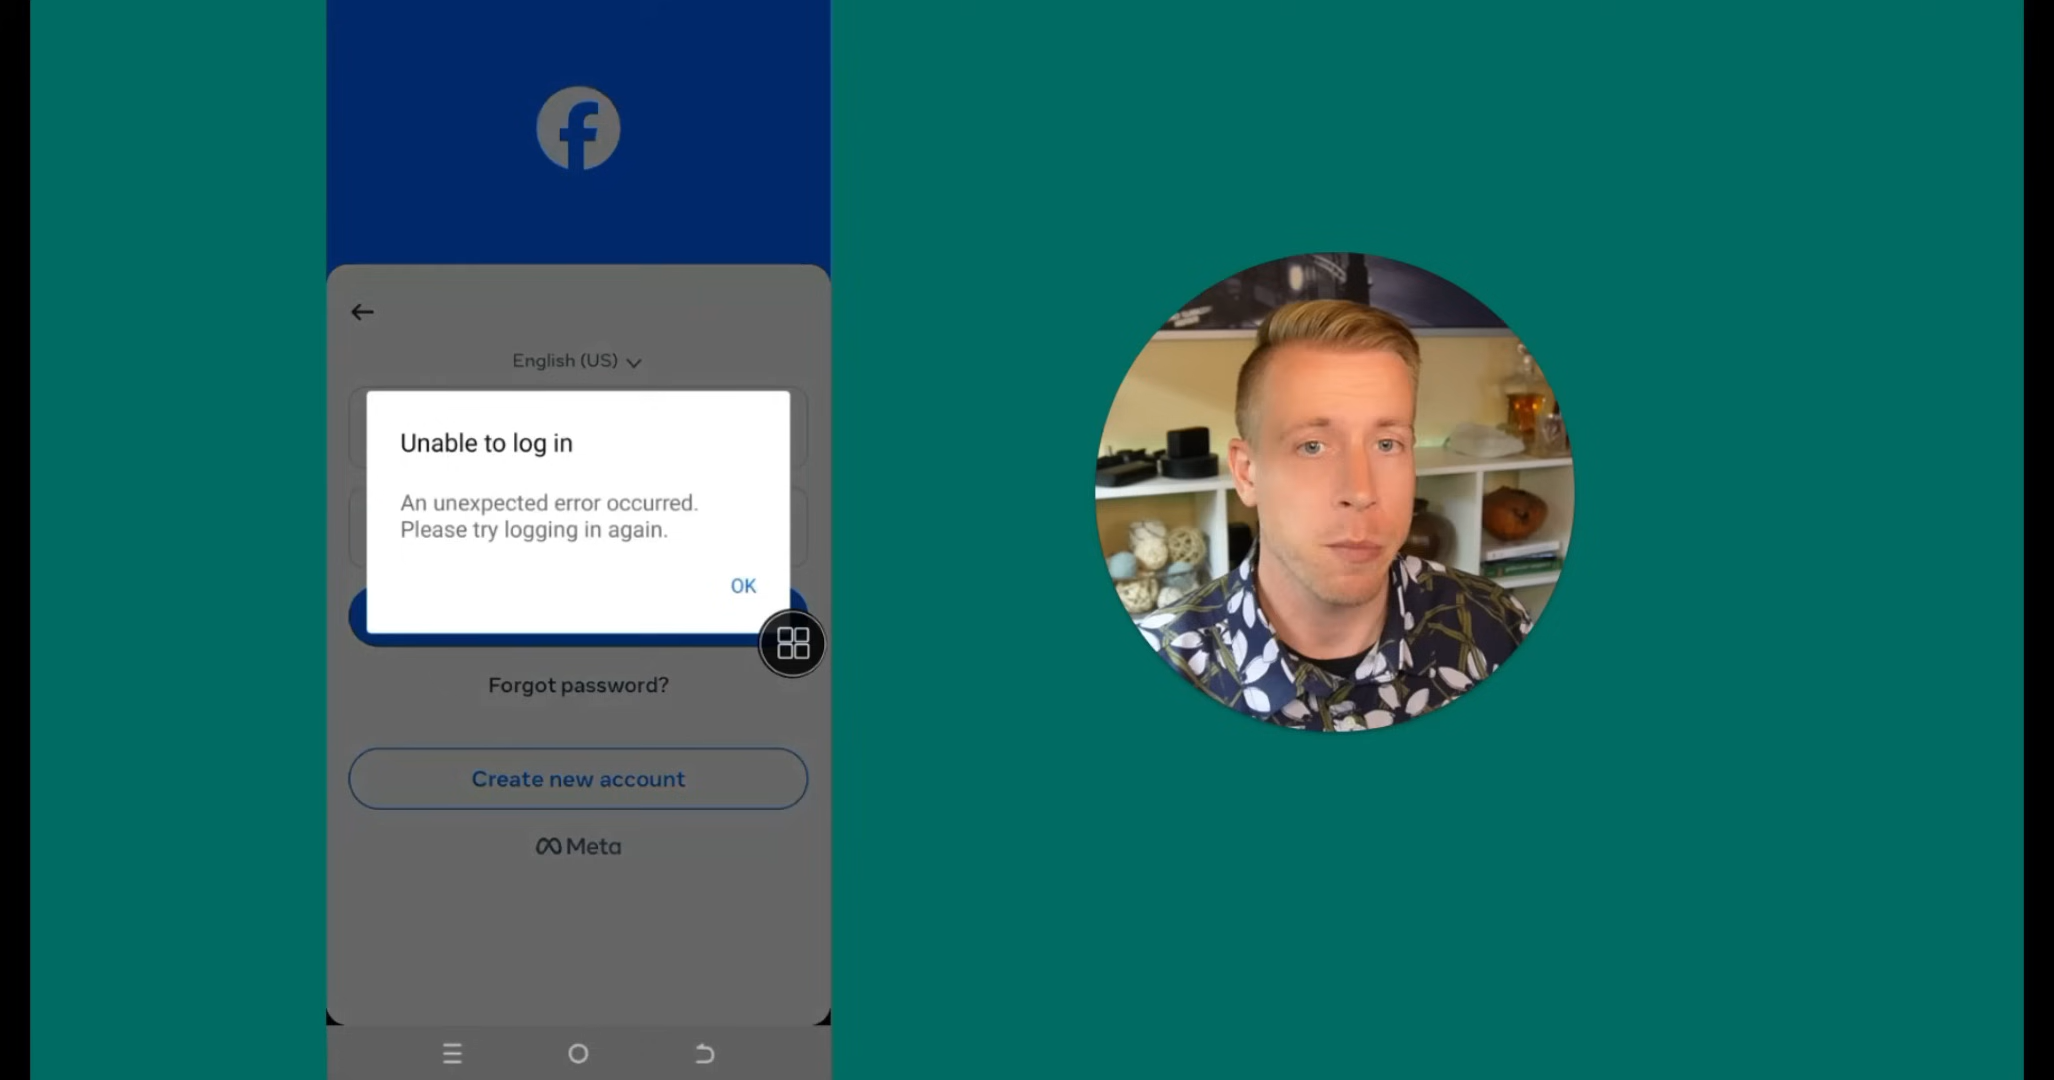 English (US)
Unable to log in
An unexpected error occurred.
Please try logging in again.
OK
Forgot password?
Create new account
Meta